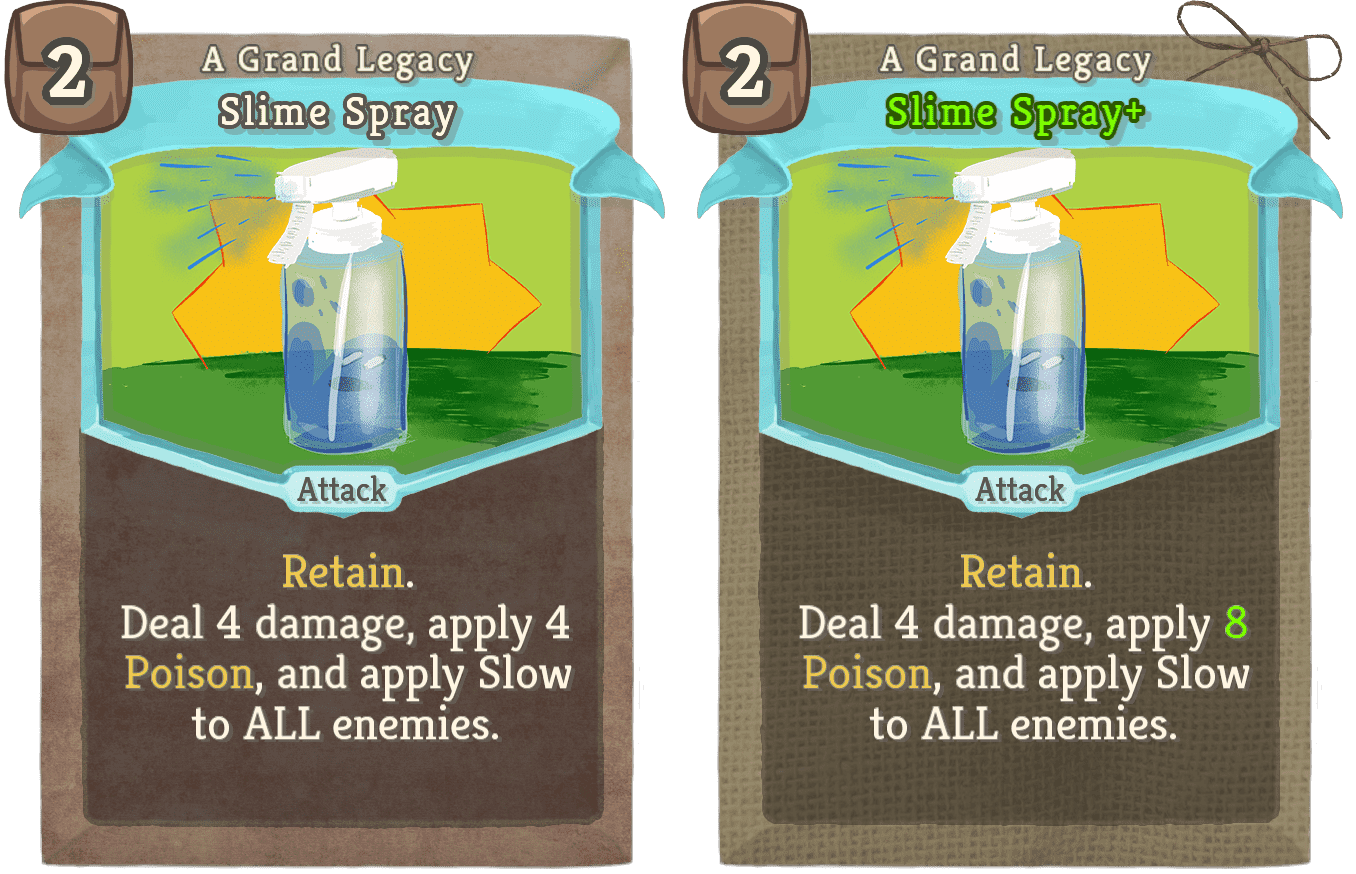 2
A Grand Legacy
Slime Spray
Attack
Retain.
Deal 4 damage, apply 4
Poison, and apply Slow
to ALL enemies.
2
A Grand Legacy
Slime Spray+
Attack
Retain.
Deal 4 damage, apply 8
Poison, and apply Slow
to ALL enemies.